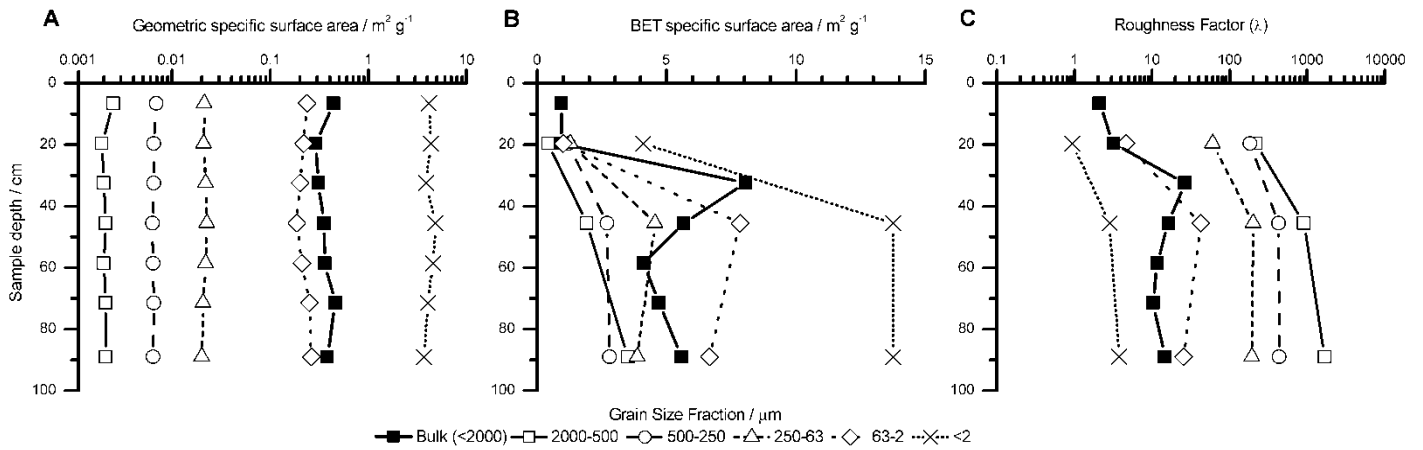 A Geometric specific surface area / m² g⁻¹
B BET specific surface area / m² g⁻¹
C Roughness Factor (λ)
0.001 0.01 0.1 1 10
0 5 10 15
0.1 1 10 100 1000 10000
Sample depth / cm
0
20
40
60
80
100
0
20
40
60
80
100
0
20
40
60
80
100
Grain Size Fraction / μm
Bulk (<2000) 2000-500 500-250 250-63 63-2 <2